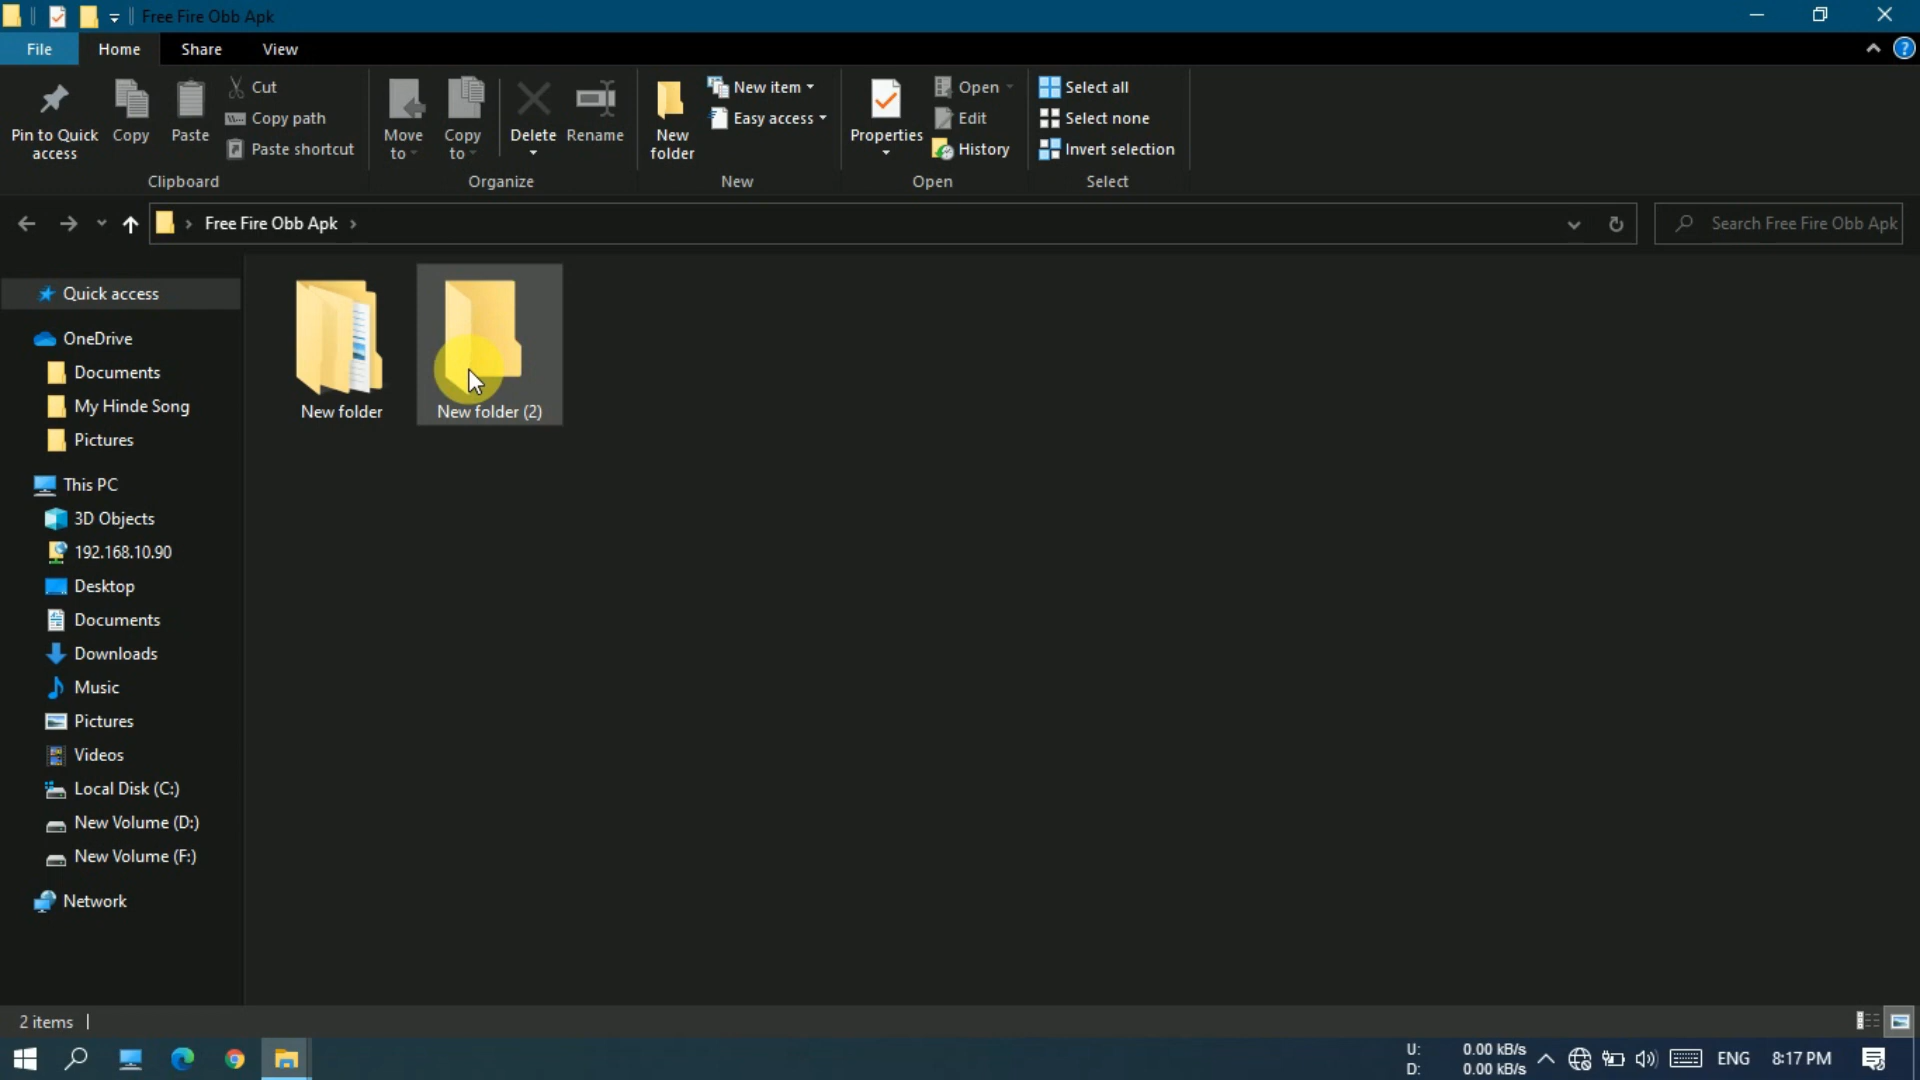 Free Fire Obb Apk
File Home Share View
Pin to Quick access
Copy
Paste
Cut
Copy path
Paste shortcut
Clipboard
Move to
Copy to
Delete
Rename
Organize
New folder
New item
Easy access
New
Properties
Open
Edit
History
Open
Select all
Select none
Invert selection
Select
Free Fire Obb Apk
Search Free Fire Obb Apk
Quick access
OneDrive
Documents
My Hinde Song
Pictures
This PC
3D Objects
192.168.10.90
Desktop
Documents
Downloads
Music
Pictures
Videos
Local Disk (C:)
New Volume (D:)
New Volume (F:)
Network
New folder
New folder (2)
2 items
U: 0.00 kB/s
D: 0.00 kB/s
ENG
8:17 PM